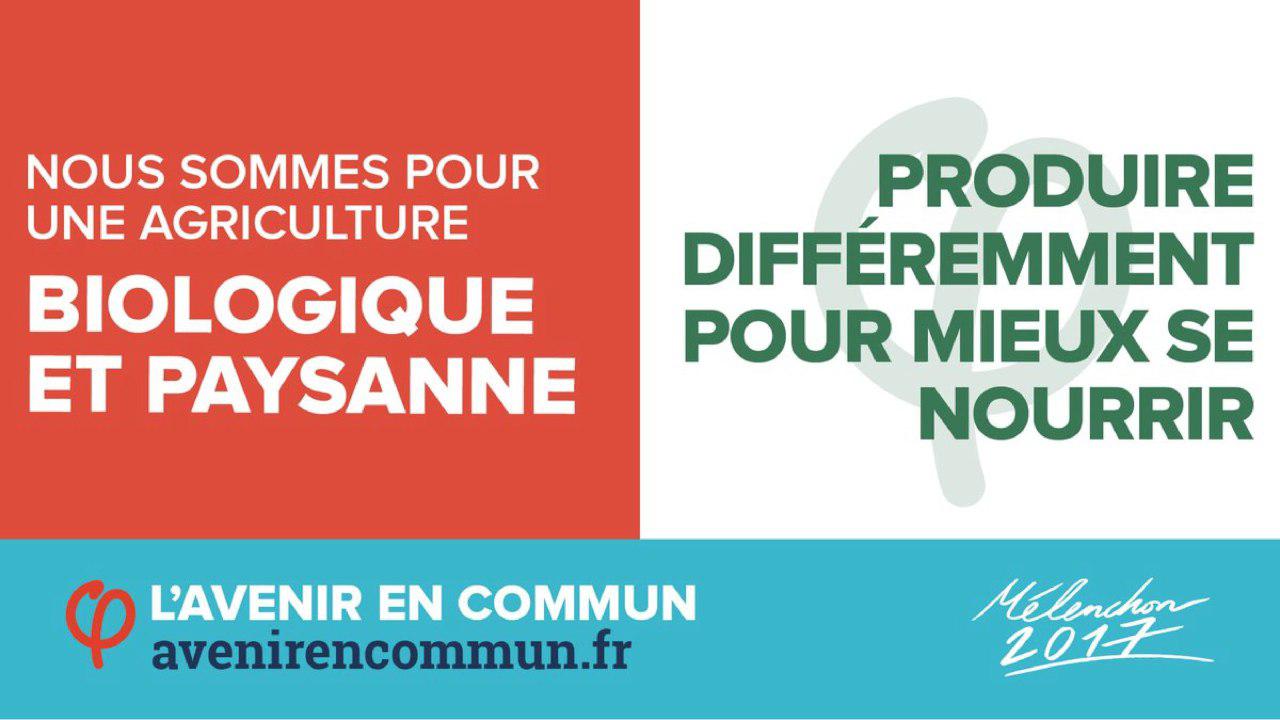 NOUS SOMMES POUR
UNE AGRICULTURE
BIOLOGIQUE
ET PAYSANNE
PRODUIRE
DIFFÉREMMENT
POUR MIEUX SE
NOURRIR
φ L'AVENIR EN COMMUN
avenirencommun.fr
Mélenchon
2017